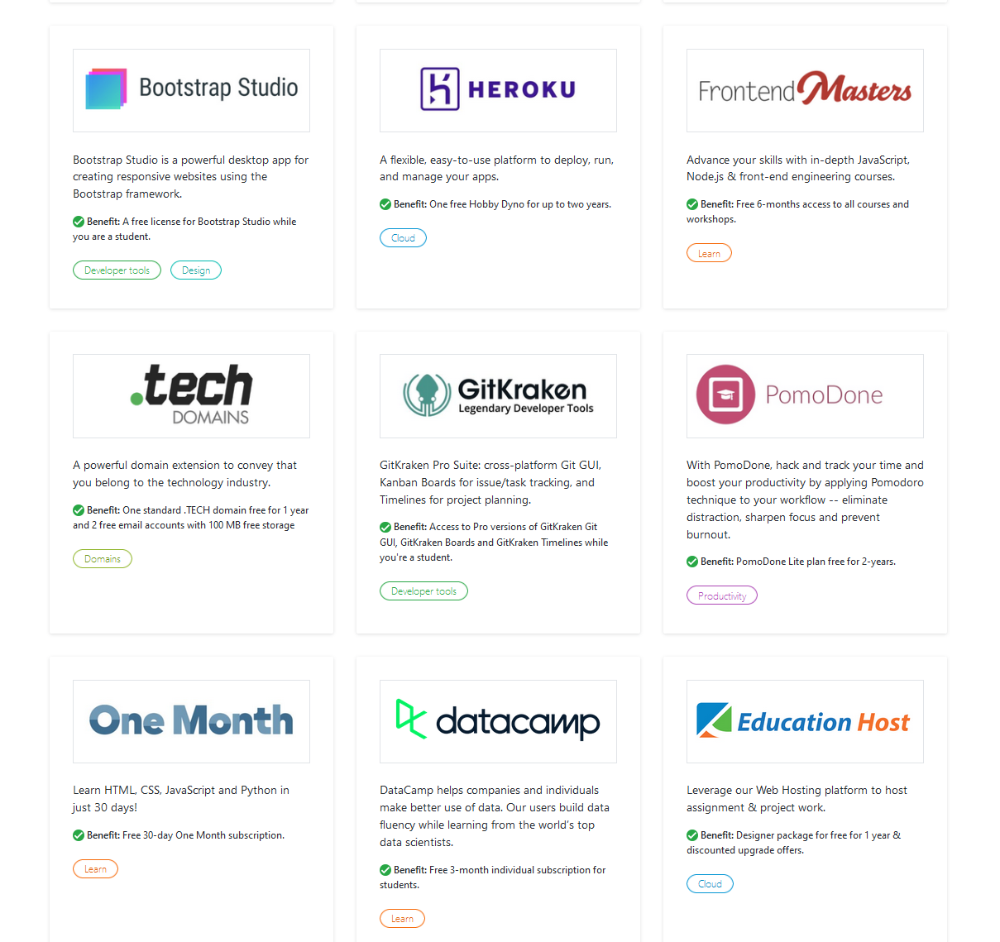 Bootstrap Studio
Bootstrap Studio is a powerful desktop app for
creating responsive websites using the
Bootstrap framework.
Benefit: A free license for Bootstrap Studio while
you are a student.
Developer tools Design
HEROKU
A flexible, easy-to-use platform to deploy, run,
and manage your apps.
Benefit: One free Hobby Dyno for up to two years.
Cloud
Frontend Masters
Advance your skills with in-depth JavaScript,
Node.js & front-end engineering courses.
Benefit: Free 6-months access to all courses and
workshops.
Learn
.tech
DOMAINS
A powerful domain extension to convey that
you belong to the technology industry.
Benefit: One standard .TECH domain free for 1 year
and 2 free email accounts with 100 MB free storage
Domains
GitKraken
Legendary Developer Tools
GitKraken Pro Suite: cross-platform Git GUI,
Kanban Boards for issue/task tracking, and
Timelines for project planning.
Benefit: Access to Pro versions of GitKraken Git
GUI, GitKraken Boards and GitKraken Timelines while
you're a student.
Developer tools
PomoDone
With PomoDone, hack and track your time and
boost your productivity by applying Pomodoro
technique to your workflow -- eliminate
distraction, sharpen focus and prevent
burnout.
Benefit: PomoDone Lite plan free for 2-years.
Productivity
One Month
Learn HTML, CSS, JavaScript and Python in
just 30 days!
Benefit: Free 30-day One Month subscription.
Learn
datacamp
DataCamp helps companies and individuals
make better use of data. Our users build data
fluency while learning from the world's top
data scientists.
Benefit: Free 3-month individual subscription for
students.
Learn
Education Host
Leverage our Web Hosting platform to host
assignment & project work.
Benefit: Designer package for free for 1 year &
discounted upgrade offers.
Cloud